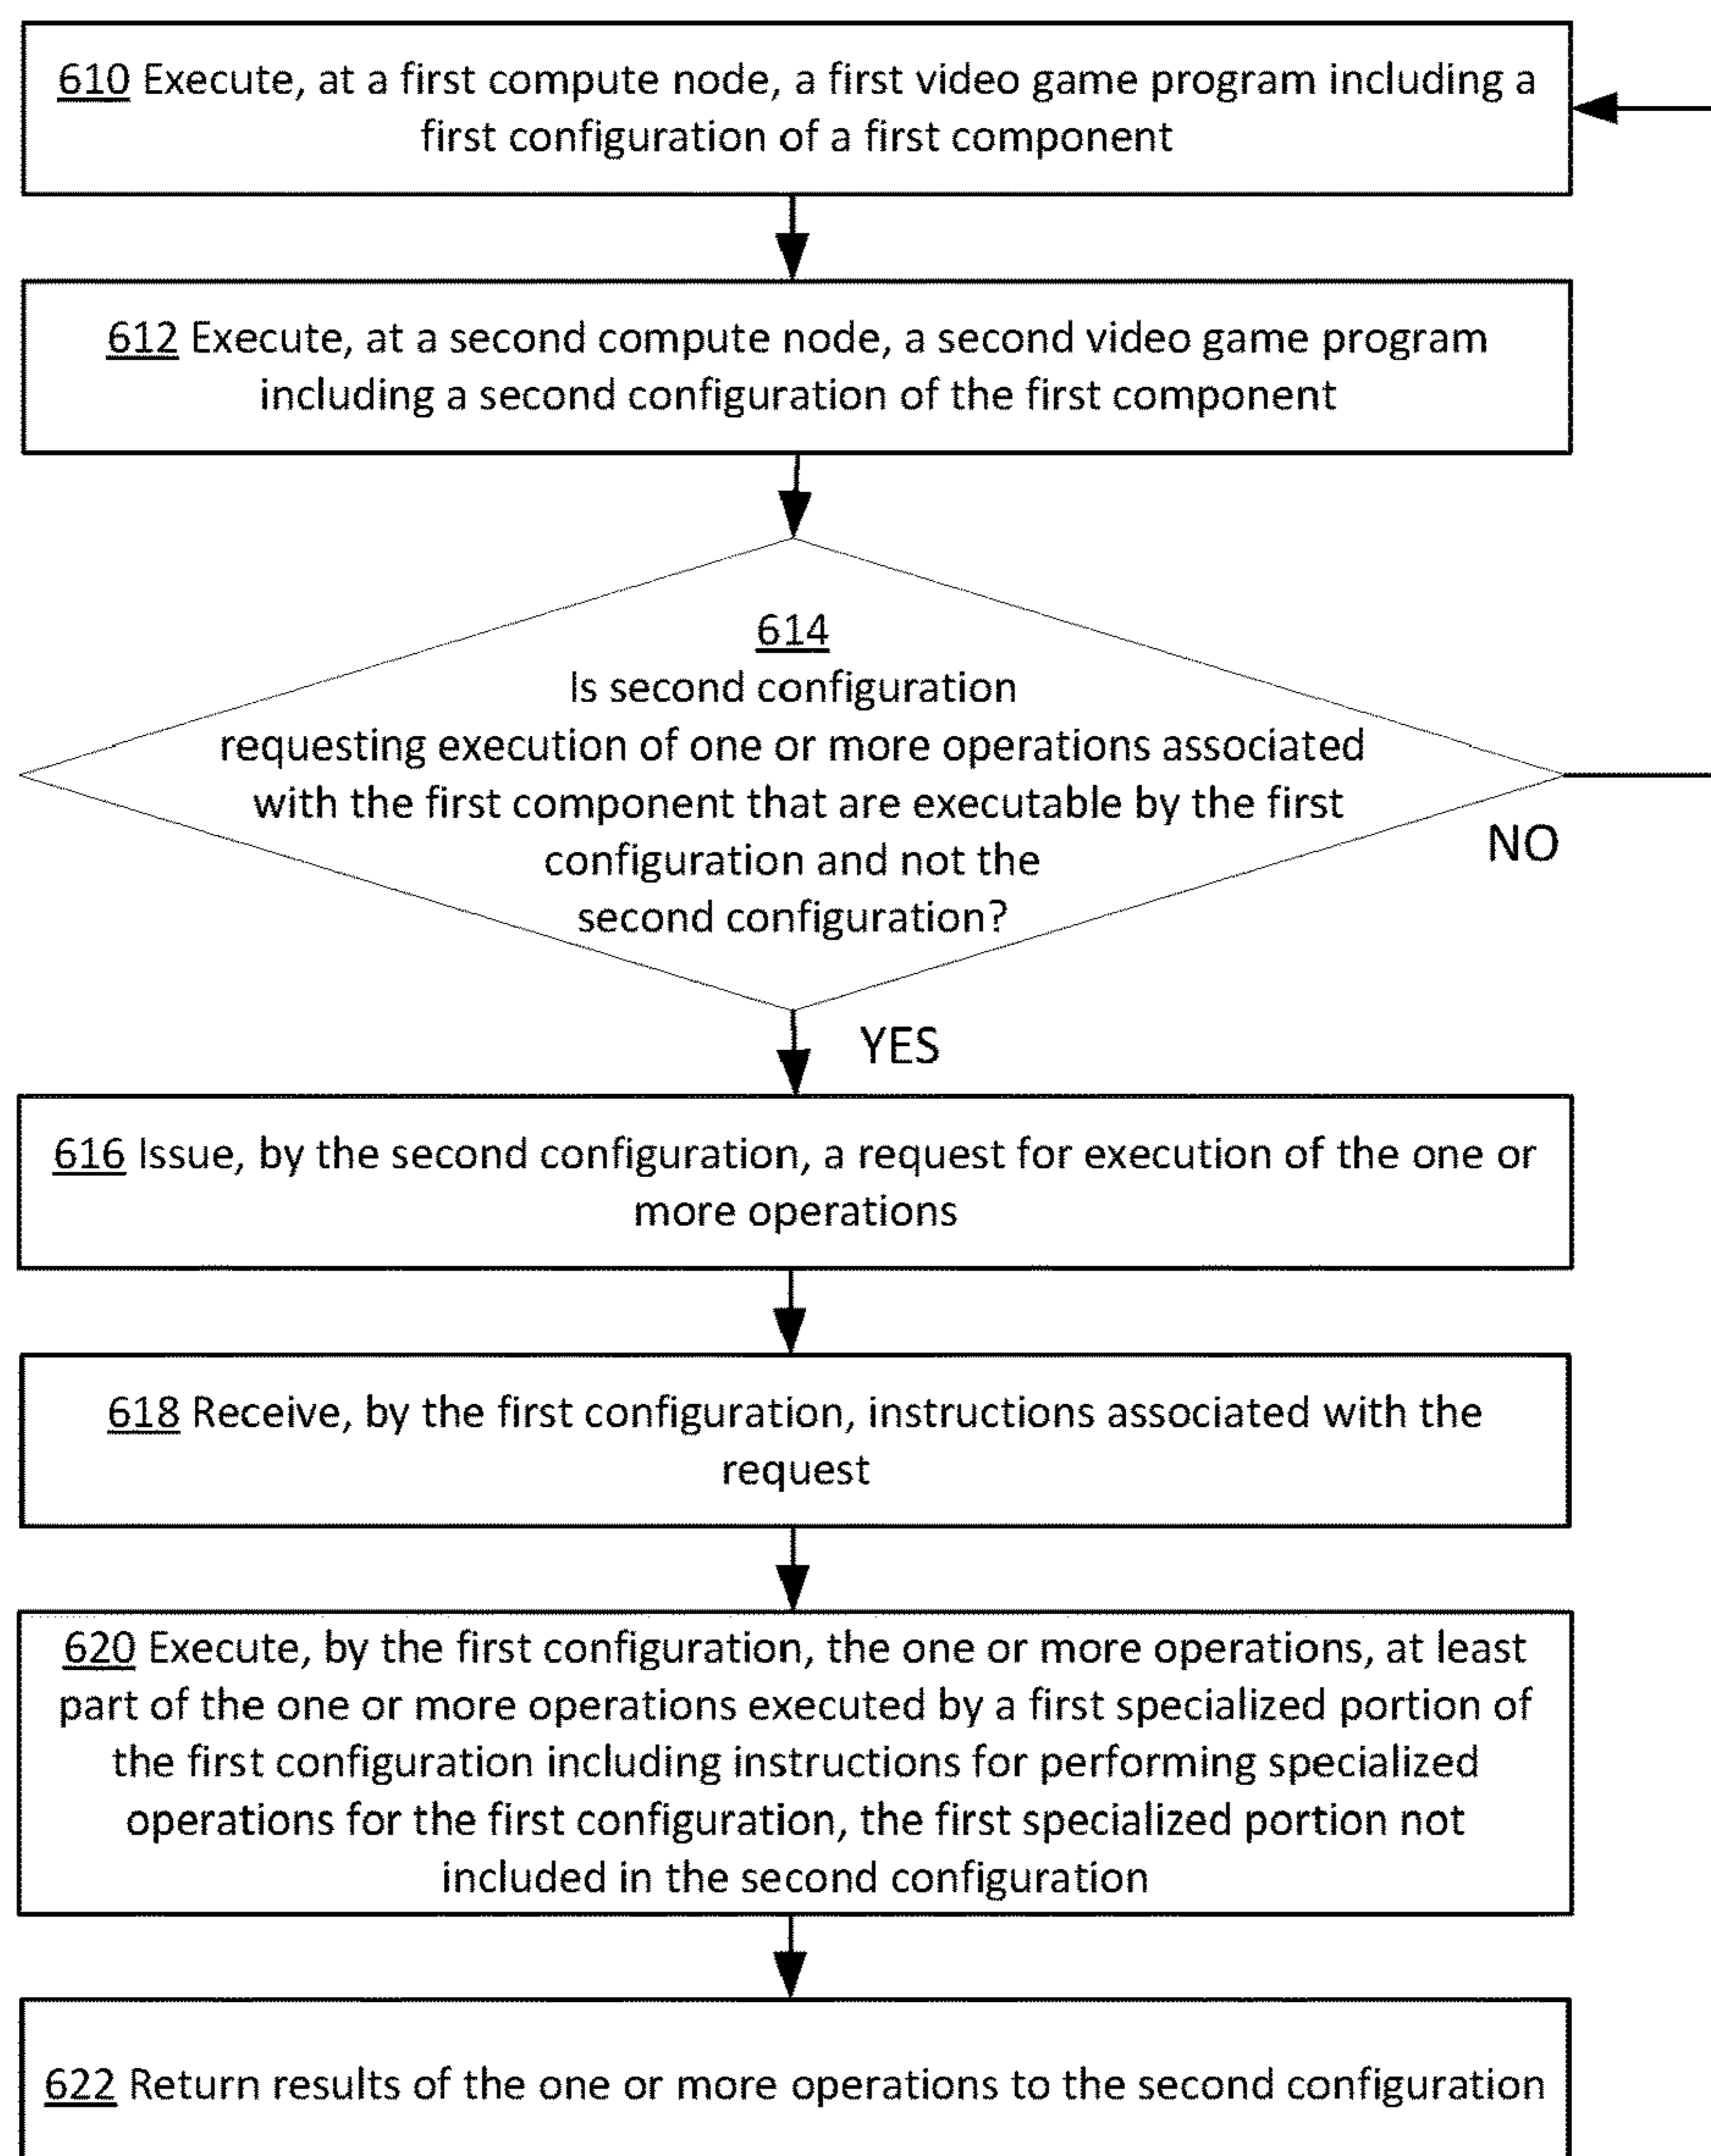 610 Execute, at a first compute node, a first video game program including a
first configuration of a first component
612 Execute, at a second compute node, a second video game program
including a second configuration of the first component
614
Is second configuration
requesting execution of one or more operations associated
with the first component that are executable by the first
configuration and not the
second configuration?
NO
YES
616 Issue, by the second configuration, a request for execution of the one or
more operations
618 Receive, by the first configuration, instructions associated with the
request
620 Execute, by the first configuration, the one or more operations, at least
part of the one or more operations executed by a first specialized portion of
the first configuration including instructions for performing specialized
operations for the first configuration, the first specialized portion not
included in the second configuration
622 Return results of the one or more operations to the second configuration